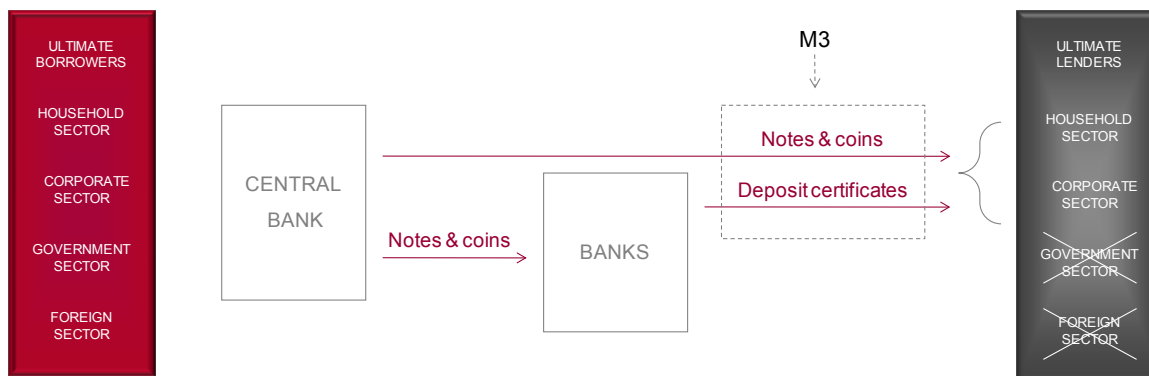 ULTIMATE
BORROWERS
HOUSEHOLD
SECTOR
CORPORATE
SECTOR
GOVERNMENT
SECTOR
FOREIGN
SECTOR
CENTRAL
BANK
Notes & coins
BANKS
M3
Notes & coins
Deposit certificates
ULTIMATE
LENDERS
HOUSEHOLD
SECTOR
CORPORATE
SECTOR
GOVERNMENT
SECTOR
FOREIGN
SECTOR